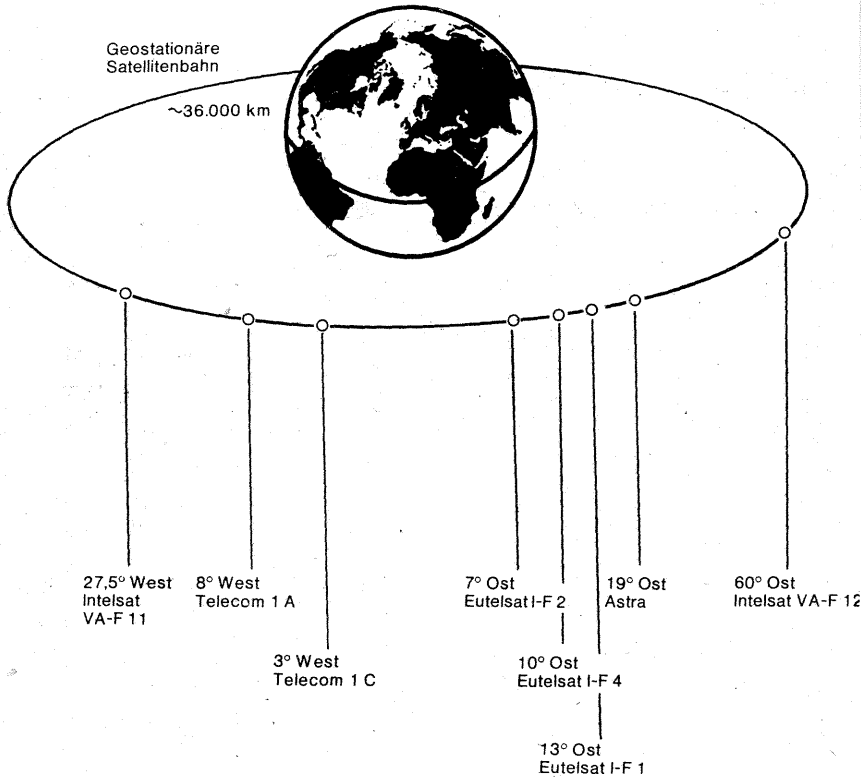 Geostationäre
Satellitenbahn
~36.000 km
27,5° West
Intelsat
VA-F 11
8° West
Telecom 1 A
3° West
Telecom 1 C
7° Ost
Eutelsat I-F 2
10° Ost
Eutelsat I-F 4
13° Ost
Eutelsat I-F 1
19° Ost
Astra
60° Ost
Intelsat VA-F 12